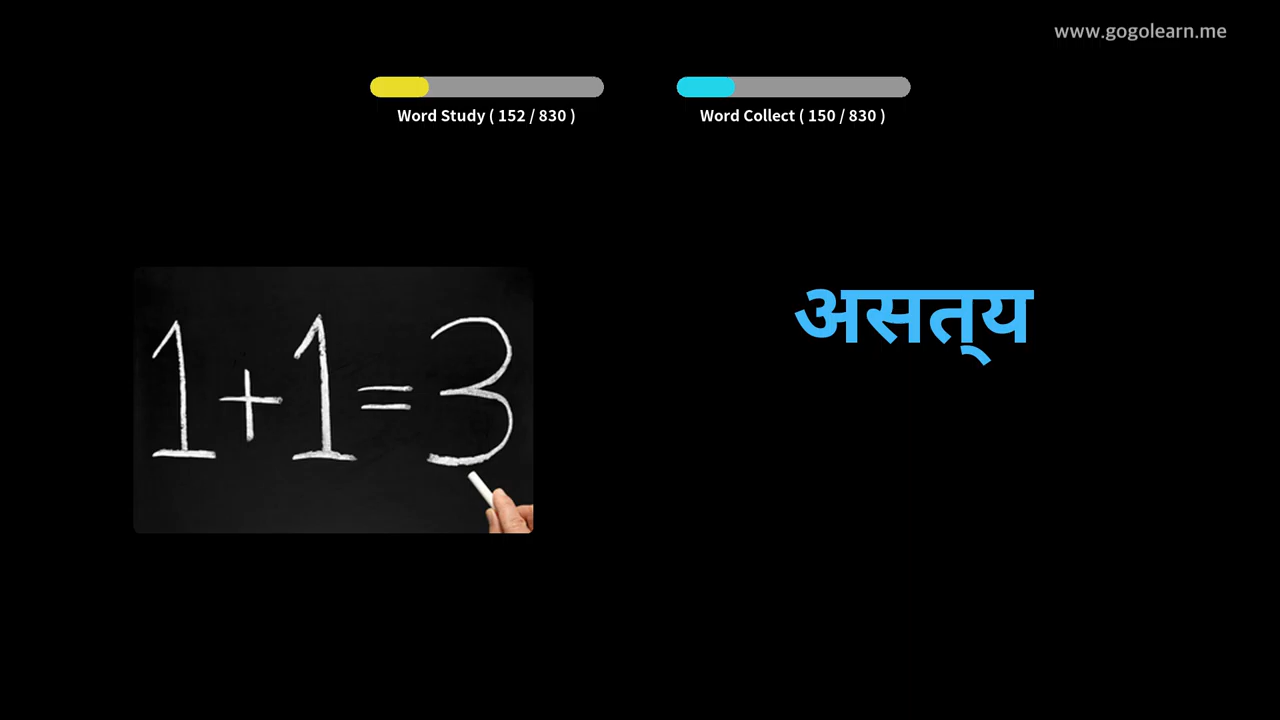 www.gogolearn.me
Word Study ( 152 / 830 )
Word Collect ( 150 / 830 )
1+1=3
असत्‌य